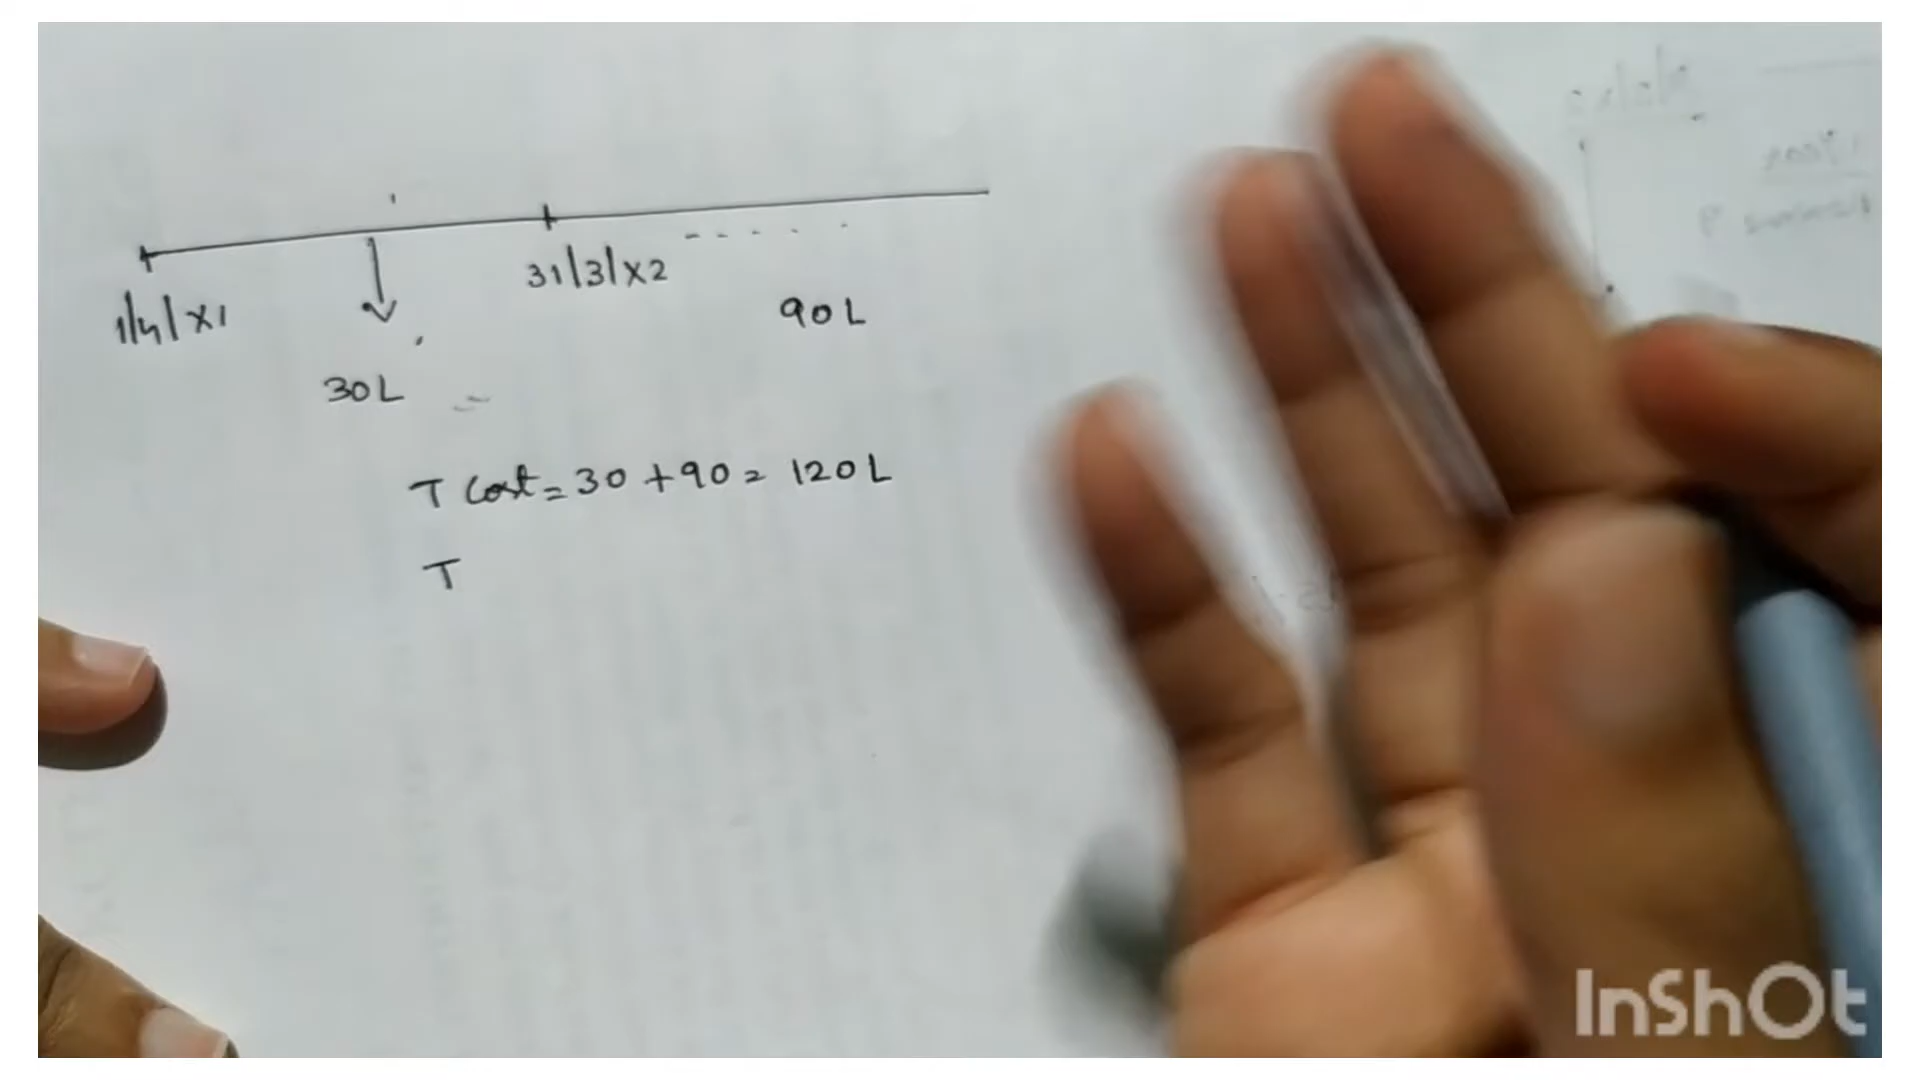 1/4/X1
31/3/X2
30L
90L
T Cost = 30 + 90 = 120L
T
InShOt